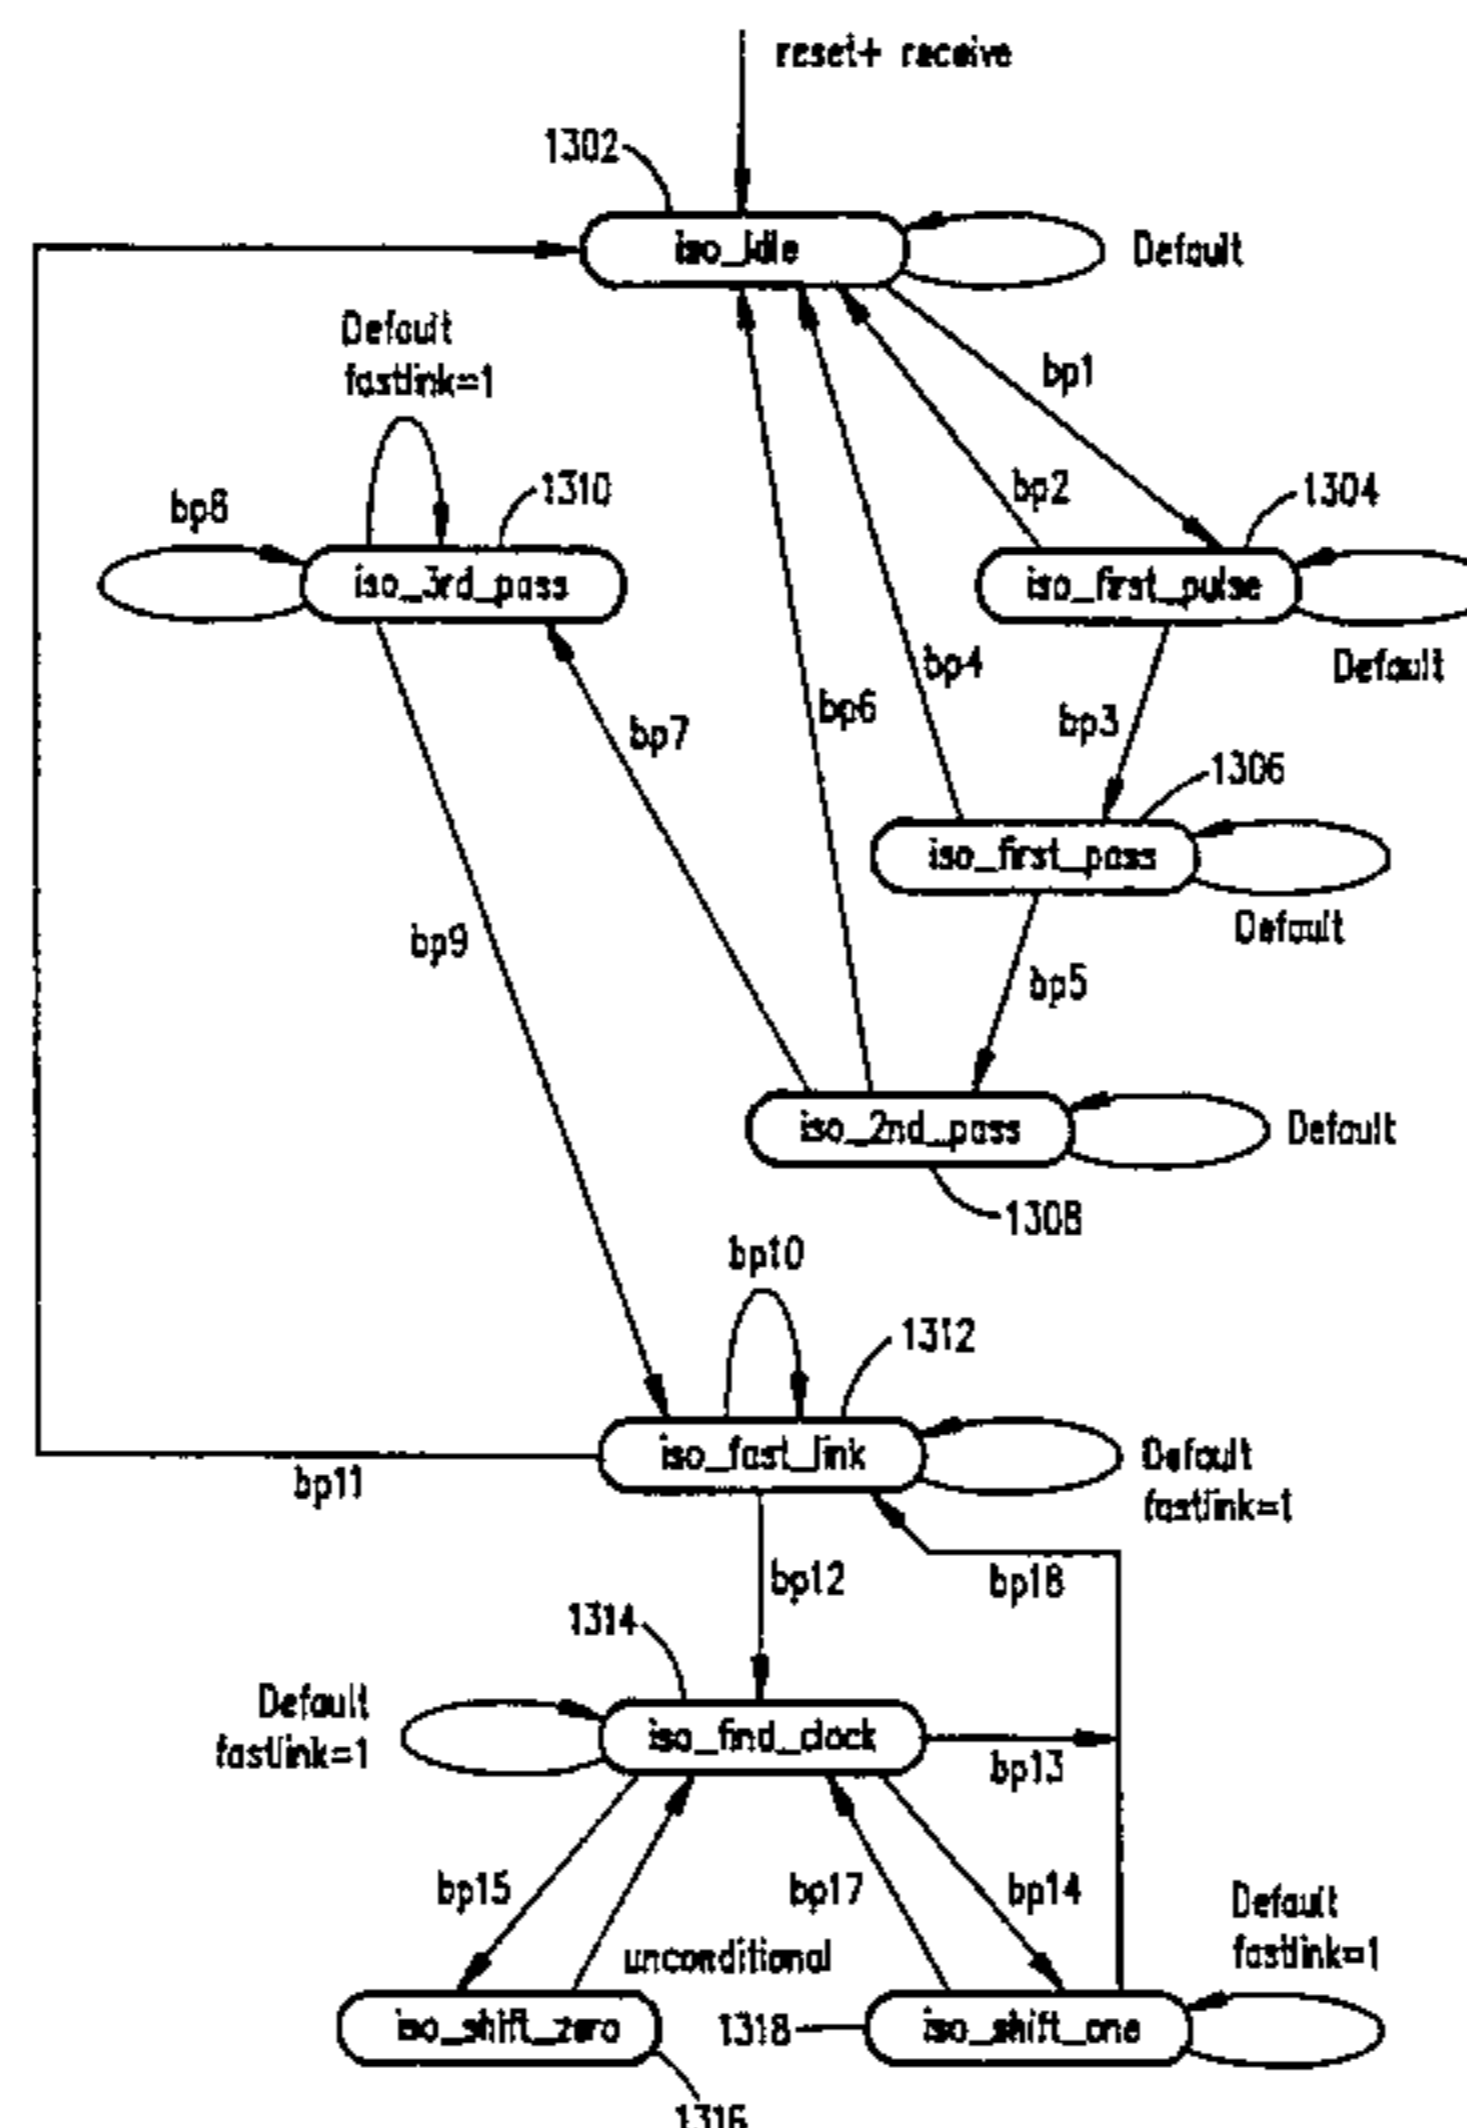 reset+ receive
1302
iso_idle
Default
Default
fastlink=1
bp1
bp2
1310
1304
bp8
iso_3rd_pass
iso_first_pulse
Default
bp4
bp6
bp7
bp3
1306
iso_first_pass
Default
bp9
bp5
iso_2nd_pass
Default
1308
bp10
1312
iso_fast_link
Default
fastlink=1
bp11
bp12
bp18
1314
Default
fastlink=1
iso_find_clock
bp13
bp15
bp17
bp14
Default
fastlink=1
unconditional
iso_shift_zero
1318
iso_shift_one
1316